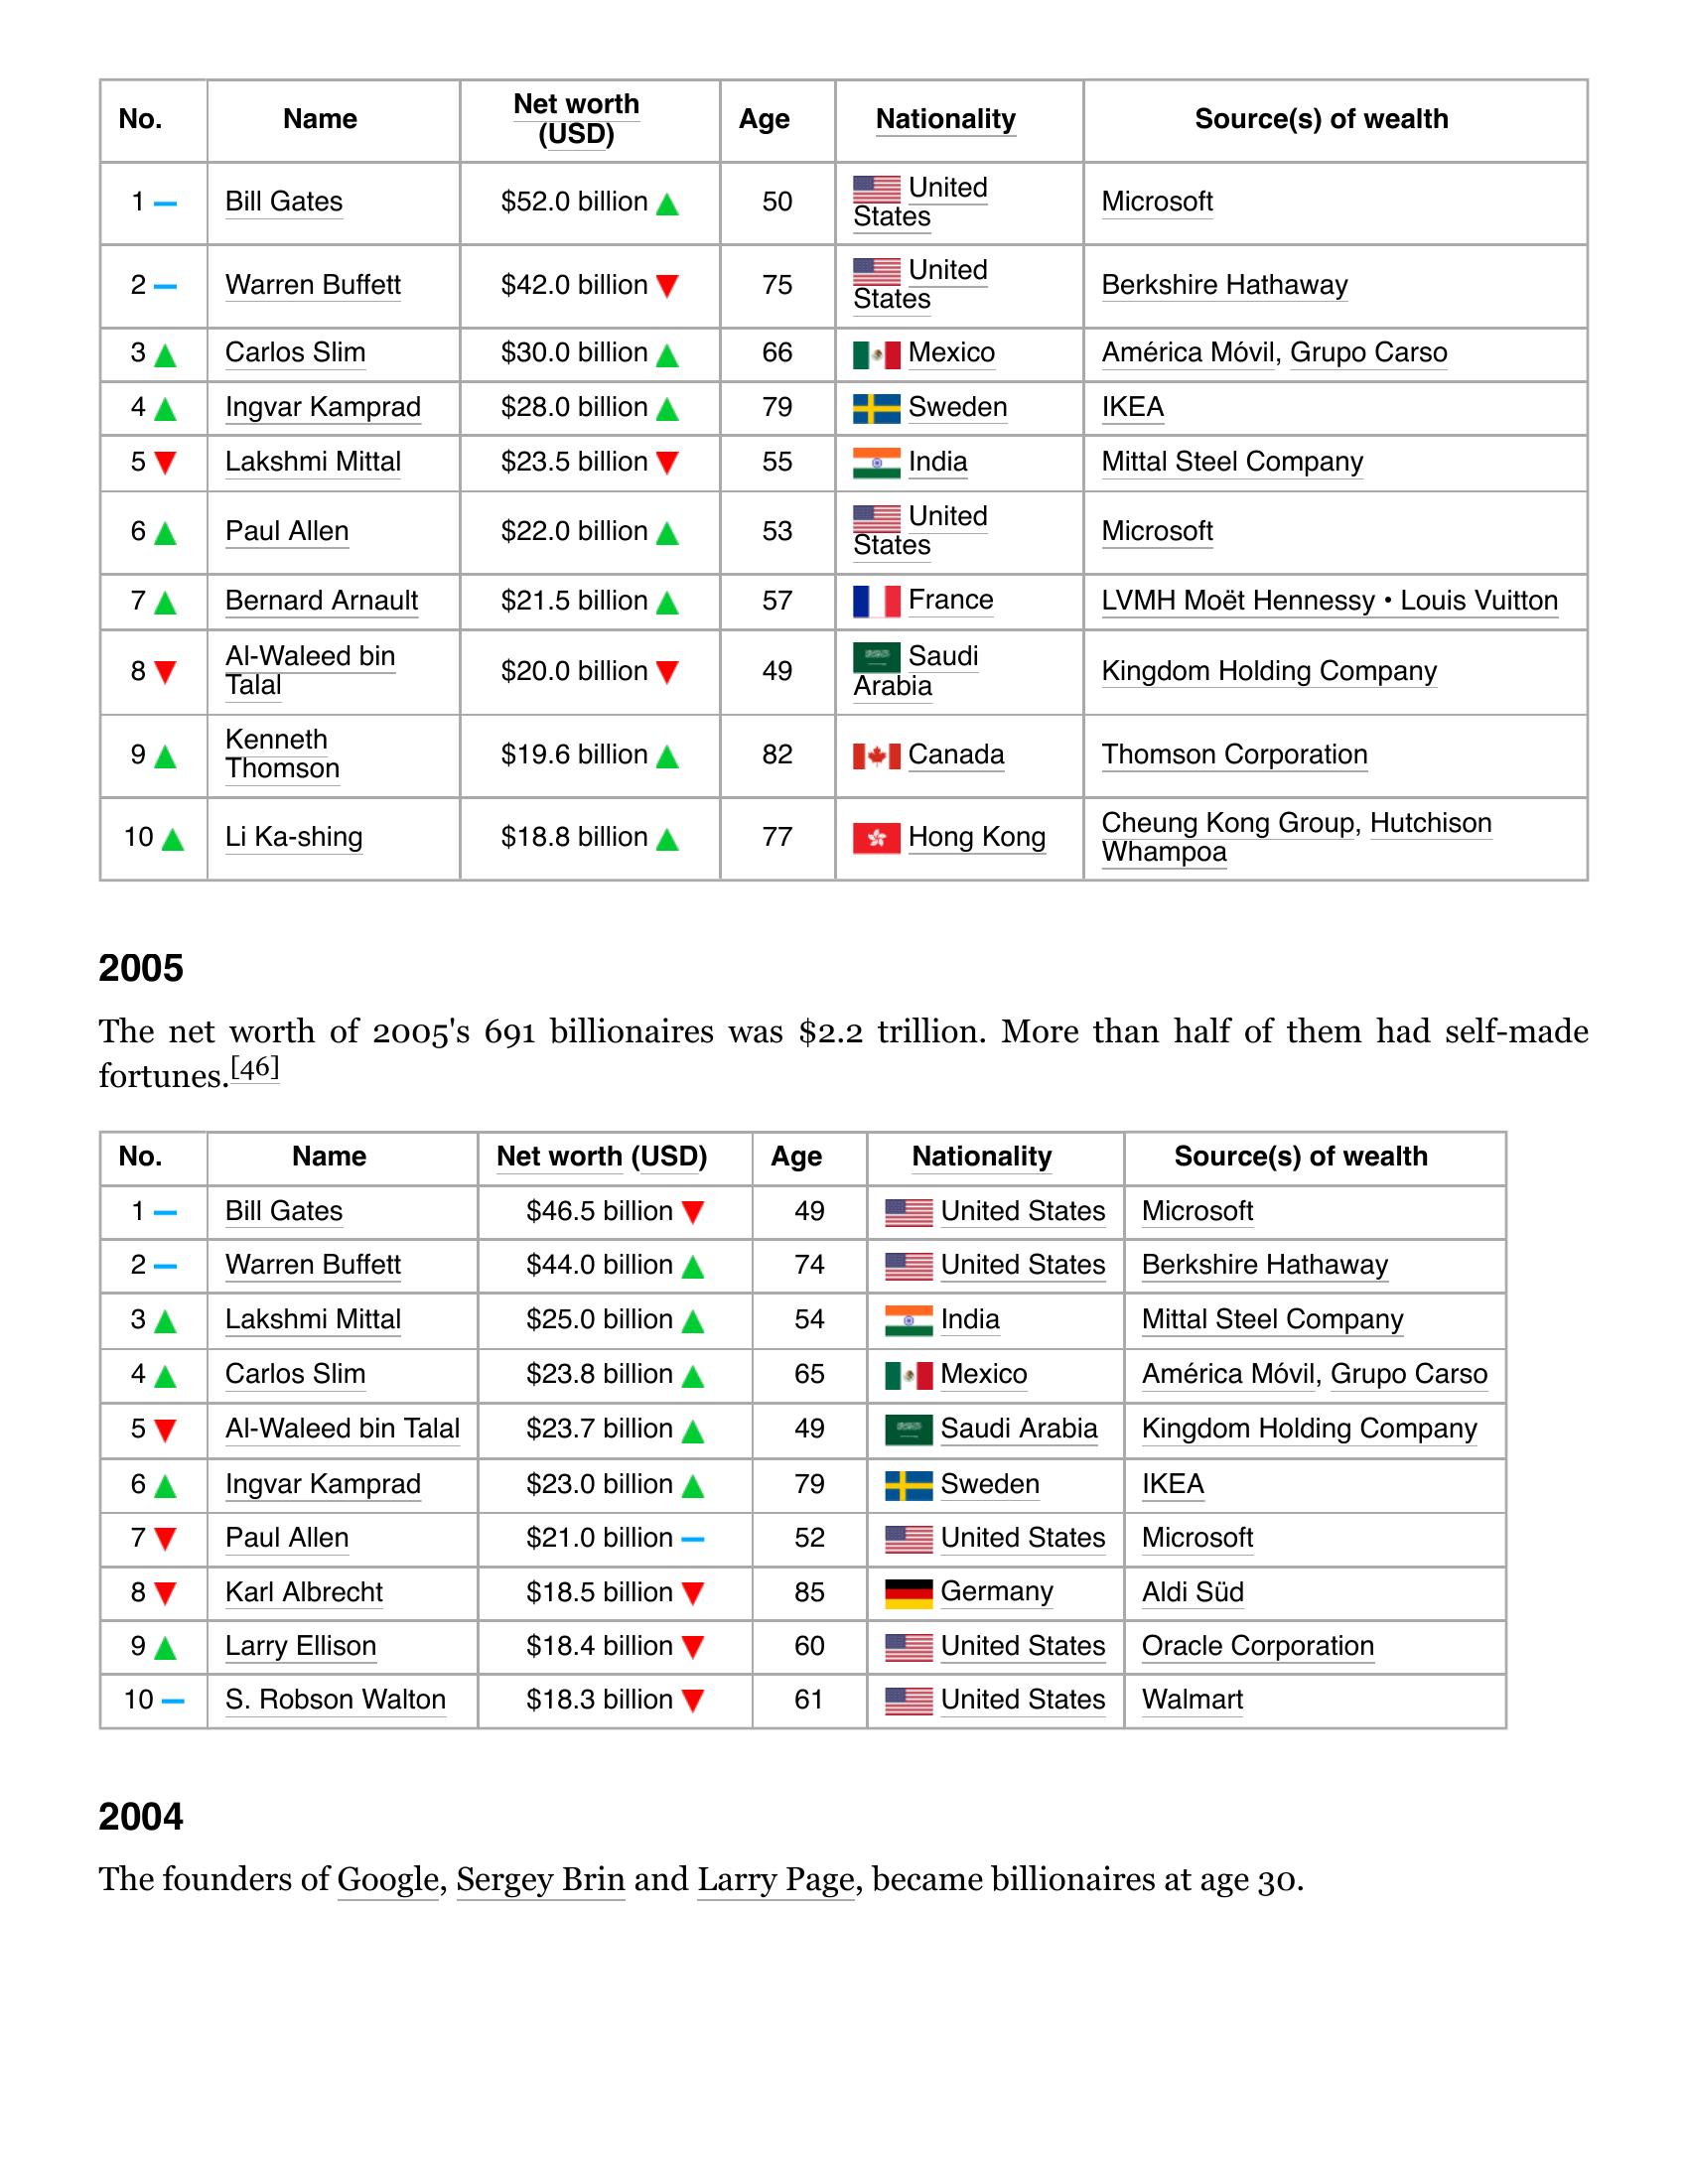 No. Name Net worth (USD) Age Nationality Source(s) of wealth
1 Bill Gates $52.0 billion 50 United States Microsoft
2 Warren Buffett $42.0 billion 75 United States Berkshire Hathaway
3 Carlos Slim $30.0 billion 66 Mexico América Móvil, Grupo Carso
4 Ingvar Kamprad $28.0 billion 79 Sweden IKEA
5 Lakshmi Mittal $23.5 billion 55 India Mittal Steel Company
6 Paul Allen $22.0 billion 53 United States Microsoft
7 Bernard Arnault $21.5 billion 57 France LVMH Moët Hennessy • Louis Vuitton
8 Al-Waleed bin Talal $20.0 billion 49 Saudi Arabia Kingdom Holding Company
9 Kenneth Thomson $19.6 billion 82 Canada Thomson Corporation
10 Li Ka-shing $18.8 billion 77 Hong Kong Cheung Kong Group, Hutchison Whampoa
2005
The net worth of 2005's 691 billionaires was $2.2 trillion. More than half of them had self-made
fortunes.[46]
No. Name Net worth (USD) Age Nationality Source(s) of wealth
1 Bill Gates $46.5 billion 49 United States Microsoft
2 Warren Buffett $44.0 billion 74 United States Berkshire Hathaway
3 Lakshmi Mittal $25.0 billion 54 India Mittal Steel Company
4 Carlos Slim $23.8 billion 65 Mexico América Móvil, Grupo Carso
5 Al-Waleed bin Talal $23.7 billion 49 Saudi Arabia Kingdom Holding Company
6 Ingvar Kamprad $23.0 billion 79 Sweden IKEA
7 Paul Allen $21.0 billion 52 United States Microsoft
8 Karl Albrecht $18.5 billion 85 Germany Aldi Süd
9 Larry Ellison $18.4 billion 60 United States Oracle Corporation
10 S. Robson Walton $18.3 billion 61 United States Walmart
2004
The founders of Google, Sergey Brin and Larry Page, became billionaires at age 30.